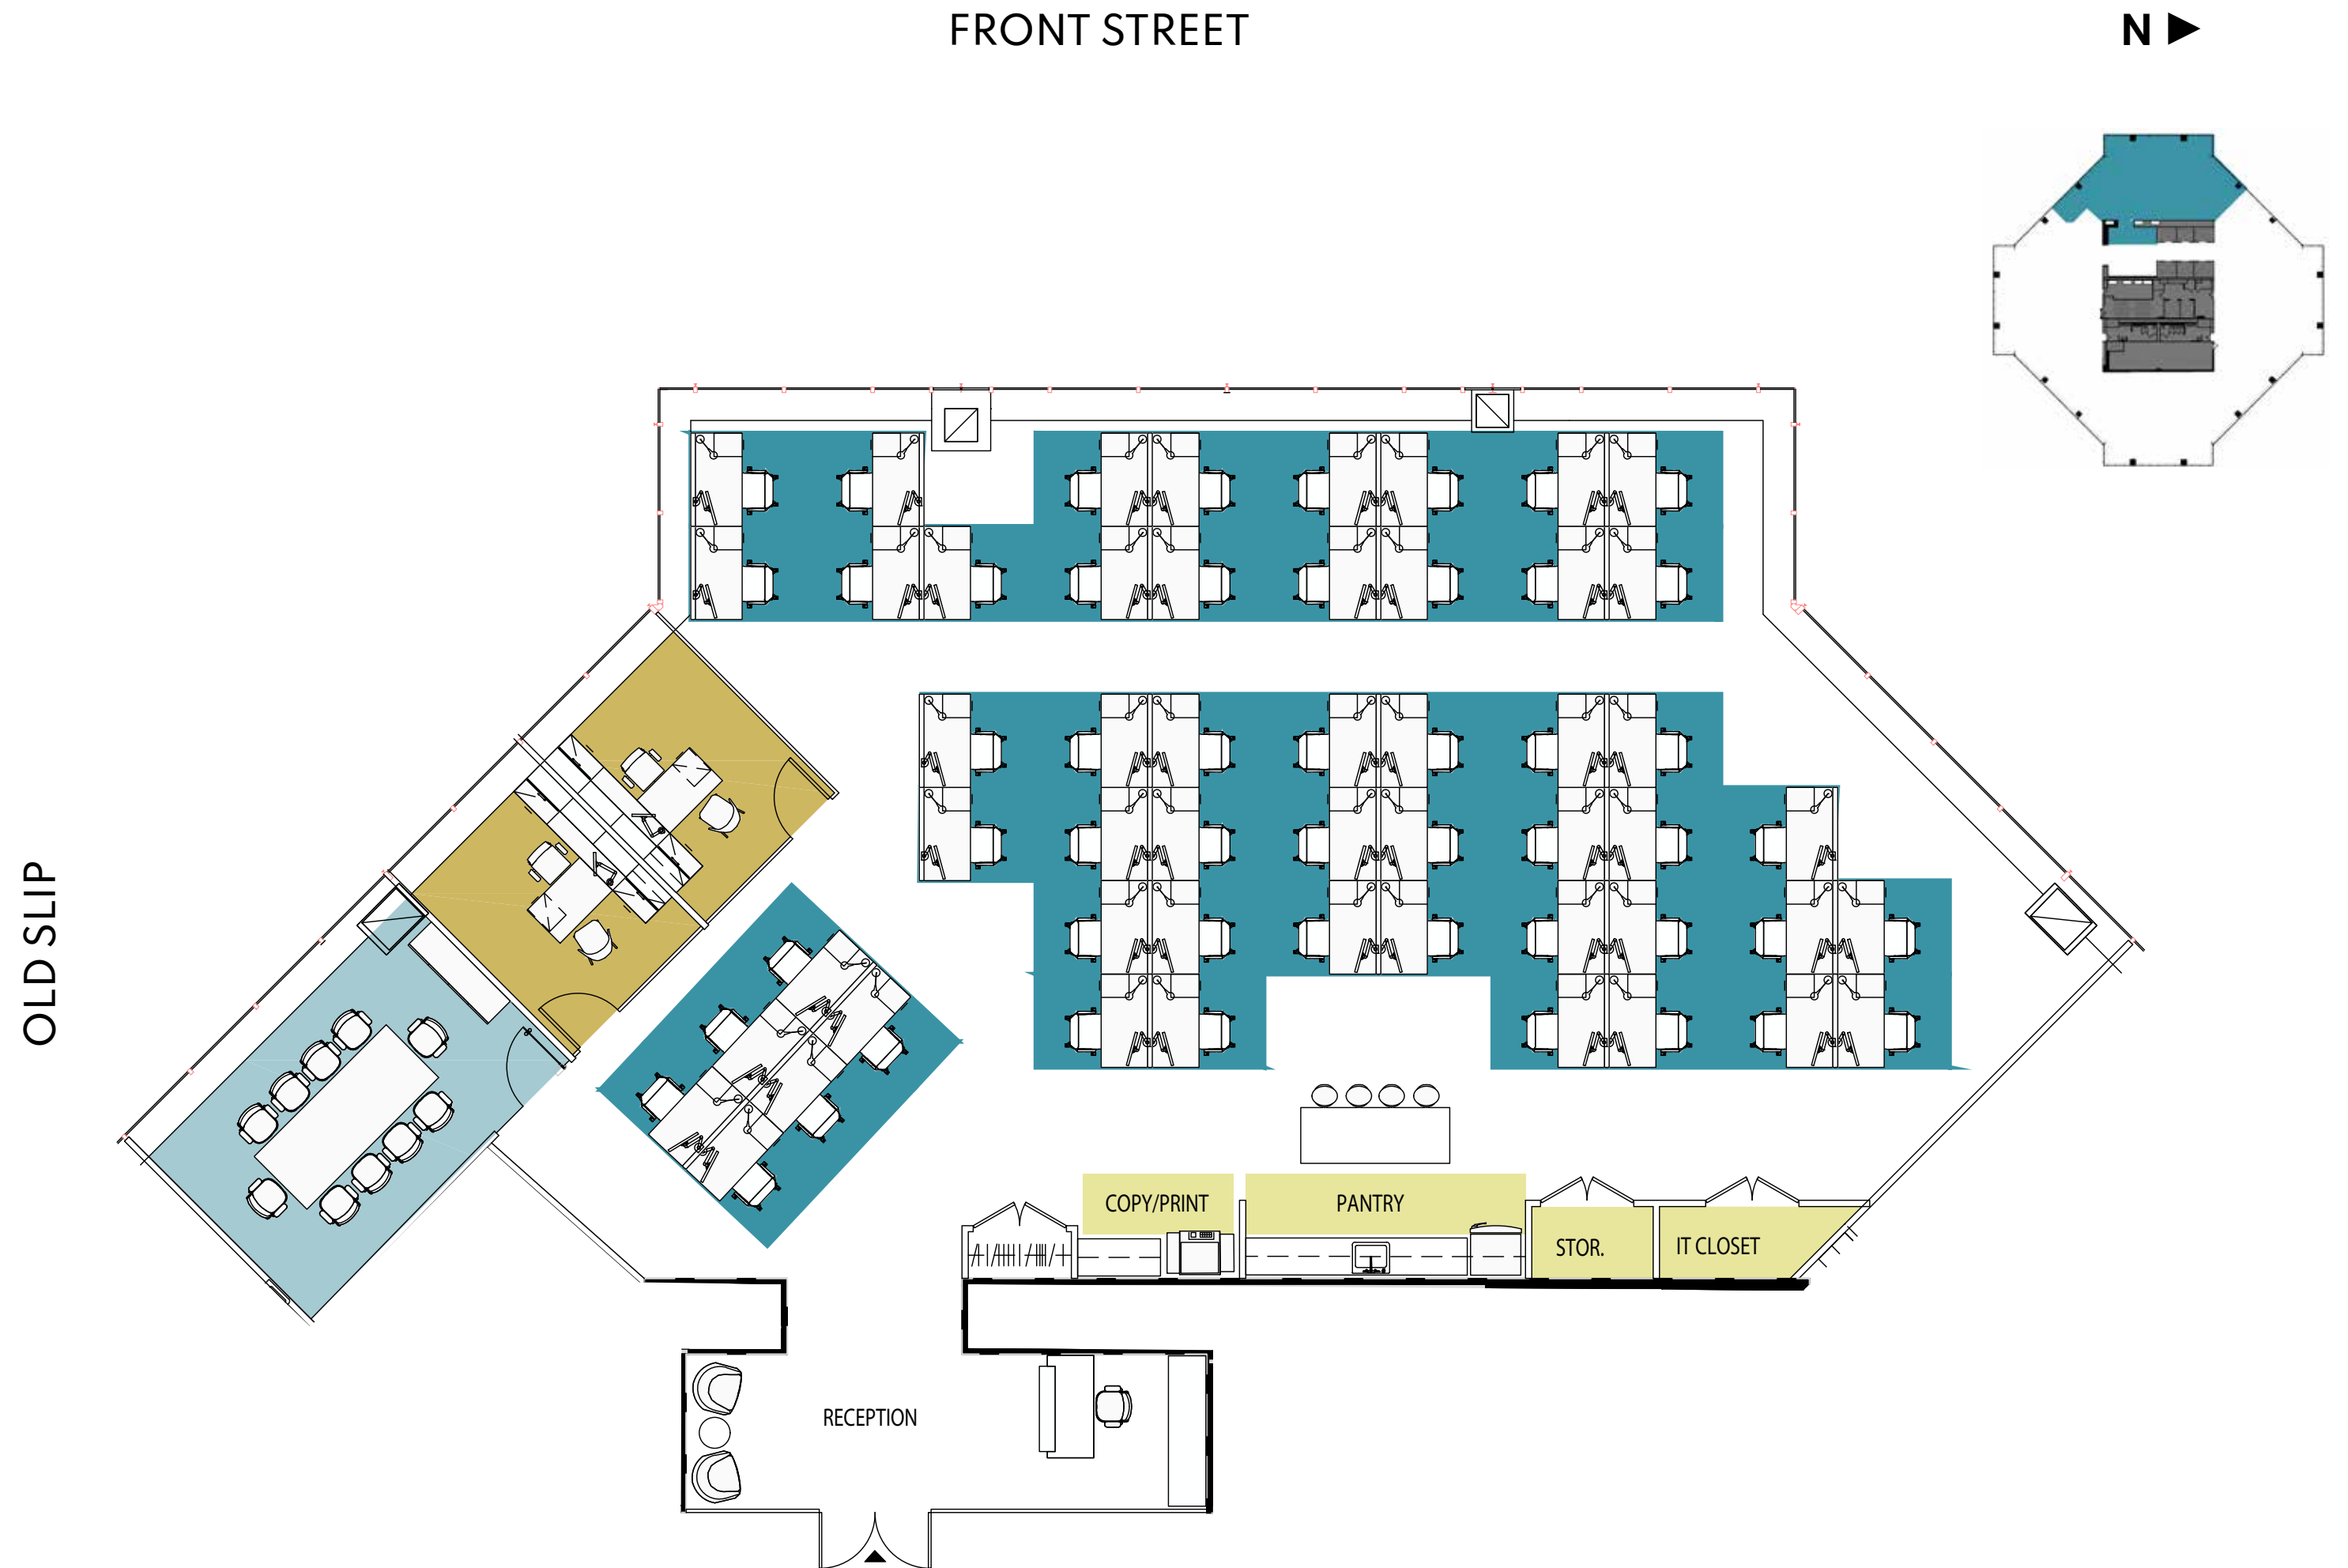 FRONT STREET
N
OLD SLIP
COPY/PRINT
PANTRY
STOR.
IT CLOSET
RECEPTION